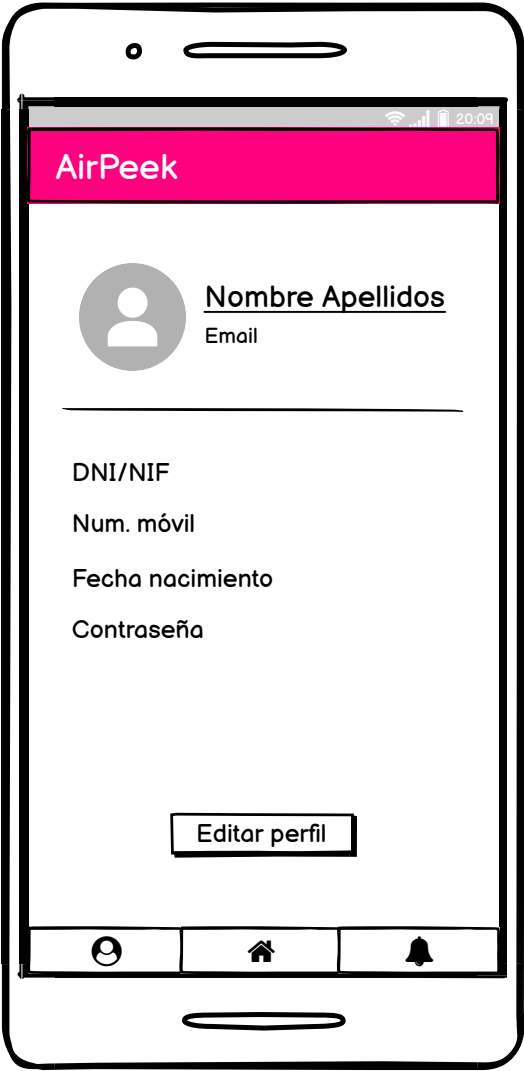 20:09
AirPeek
Nombre Apellidos
Email
DNI/NIF
Num. móvil
Fecha nacimiento
Contraseña
Editar perfil